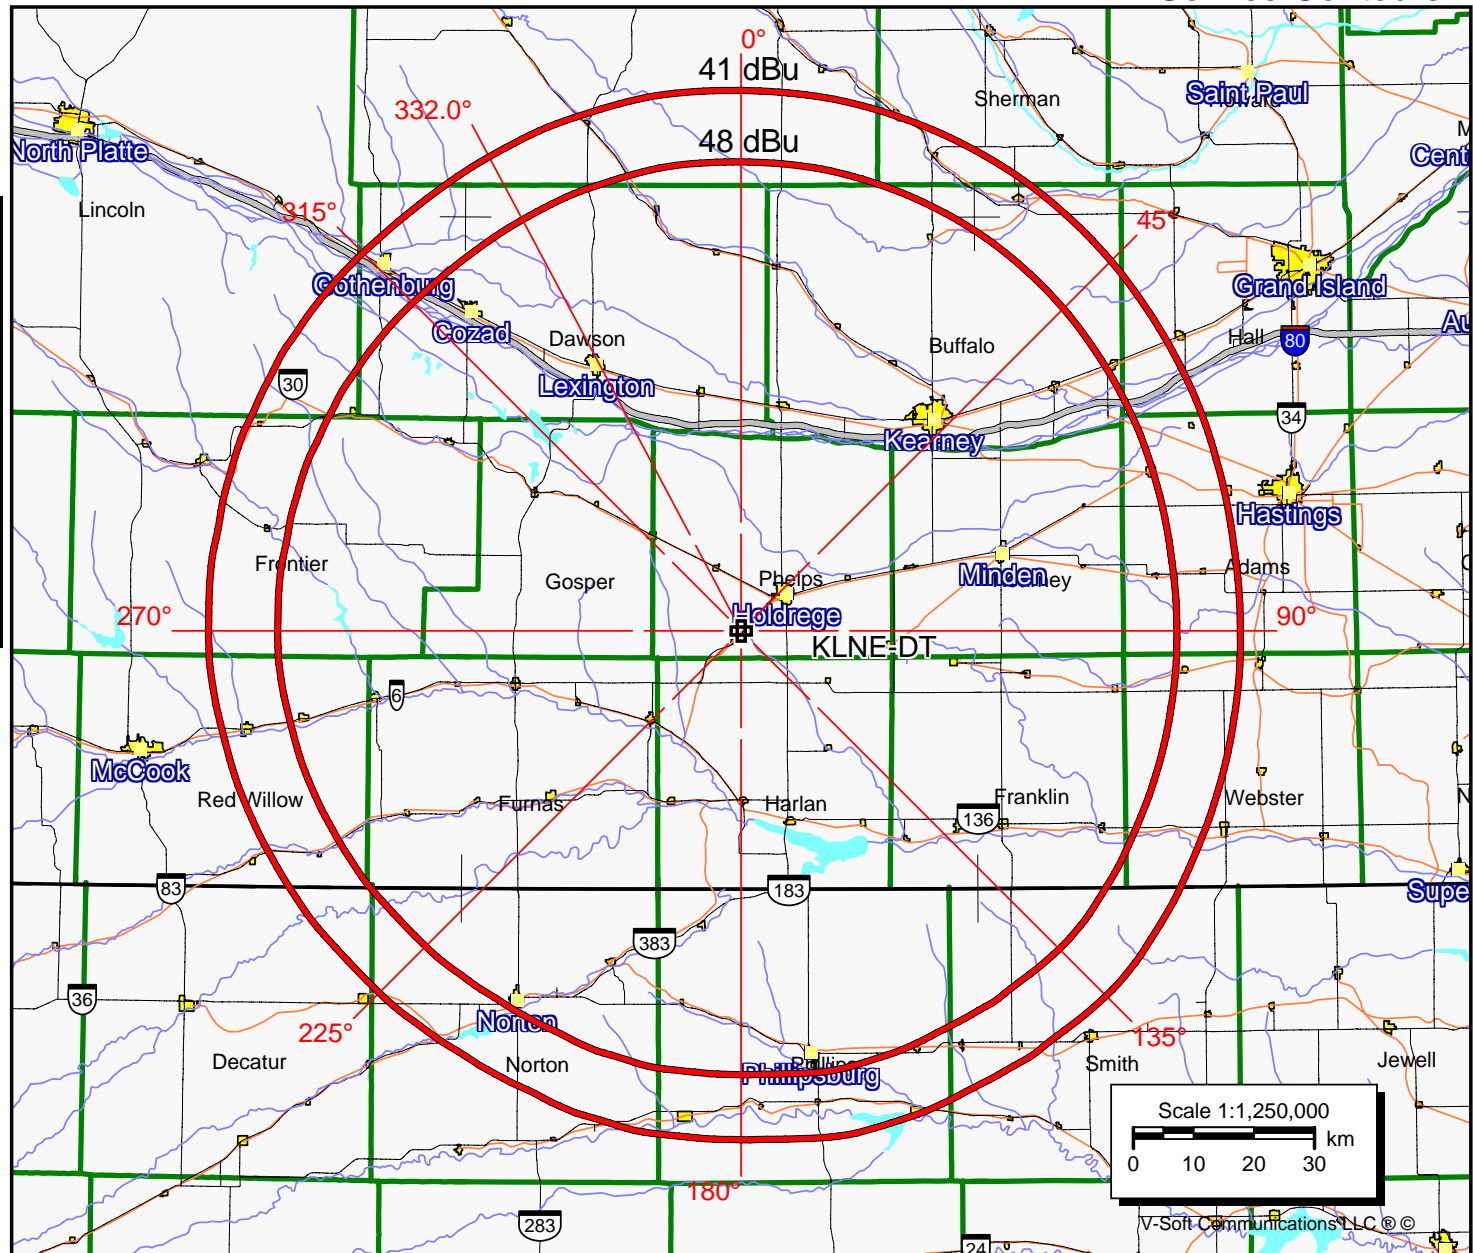 0°
41 dBu
332.0°
Sherman
Saint Paul
48 dBu
North Platte
Lincoln
315°
45°
Gothenburg
Grand Island
Cozad
Dawson
Buffalo
Hall
80
30
Lexington
34
Kearney
Hastings
Frontier
Gosper
Phelps
Minden
Adams
270°
Holdrege
90°
KLNE-DT
6
McCook
Red Willow
Furnas
Harlan
Franklin
Webster
136
83
183
Supe
383
36
Norton
225°
135°
Decatur
Norton
Phillipsburg
Smith
Jewell
Scale 1:1,250,000
km
0 10 20 30
180°
283
V-Soft Communications LLC ® ©
24